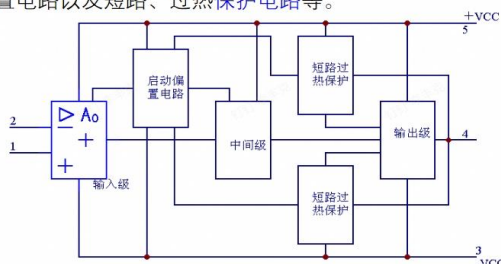 置电路以及短路、过热保护电路等。
+VCC
5
启动偏
置电路
短路过
热保护
2
1
▷ A₀
−
+
+
输入级
中间级
输出级
4
短路过
热保护
3
-VCC